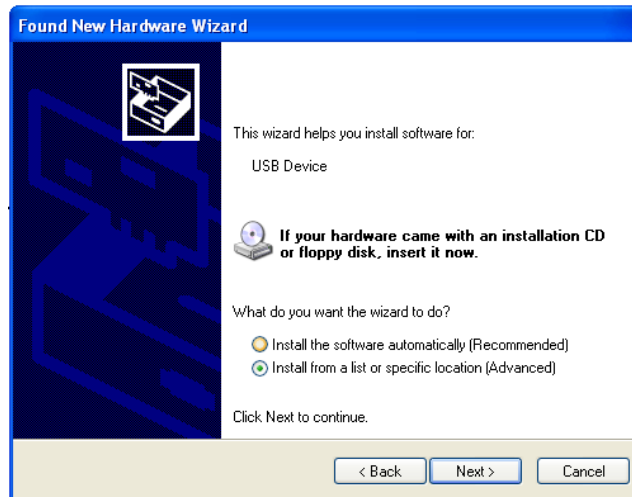 Found New Hardware Wizard
This wizard helps you install software for:
USB Device
If your hardware came with an installation CD
or floppy disk, insert it now.
What do you want the wizard to do?
Install the software automatically (Recommended)
Install from a list or specific location (Advanced)
Click Next to continue.
< Back
Next >
Cancel